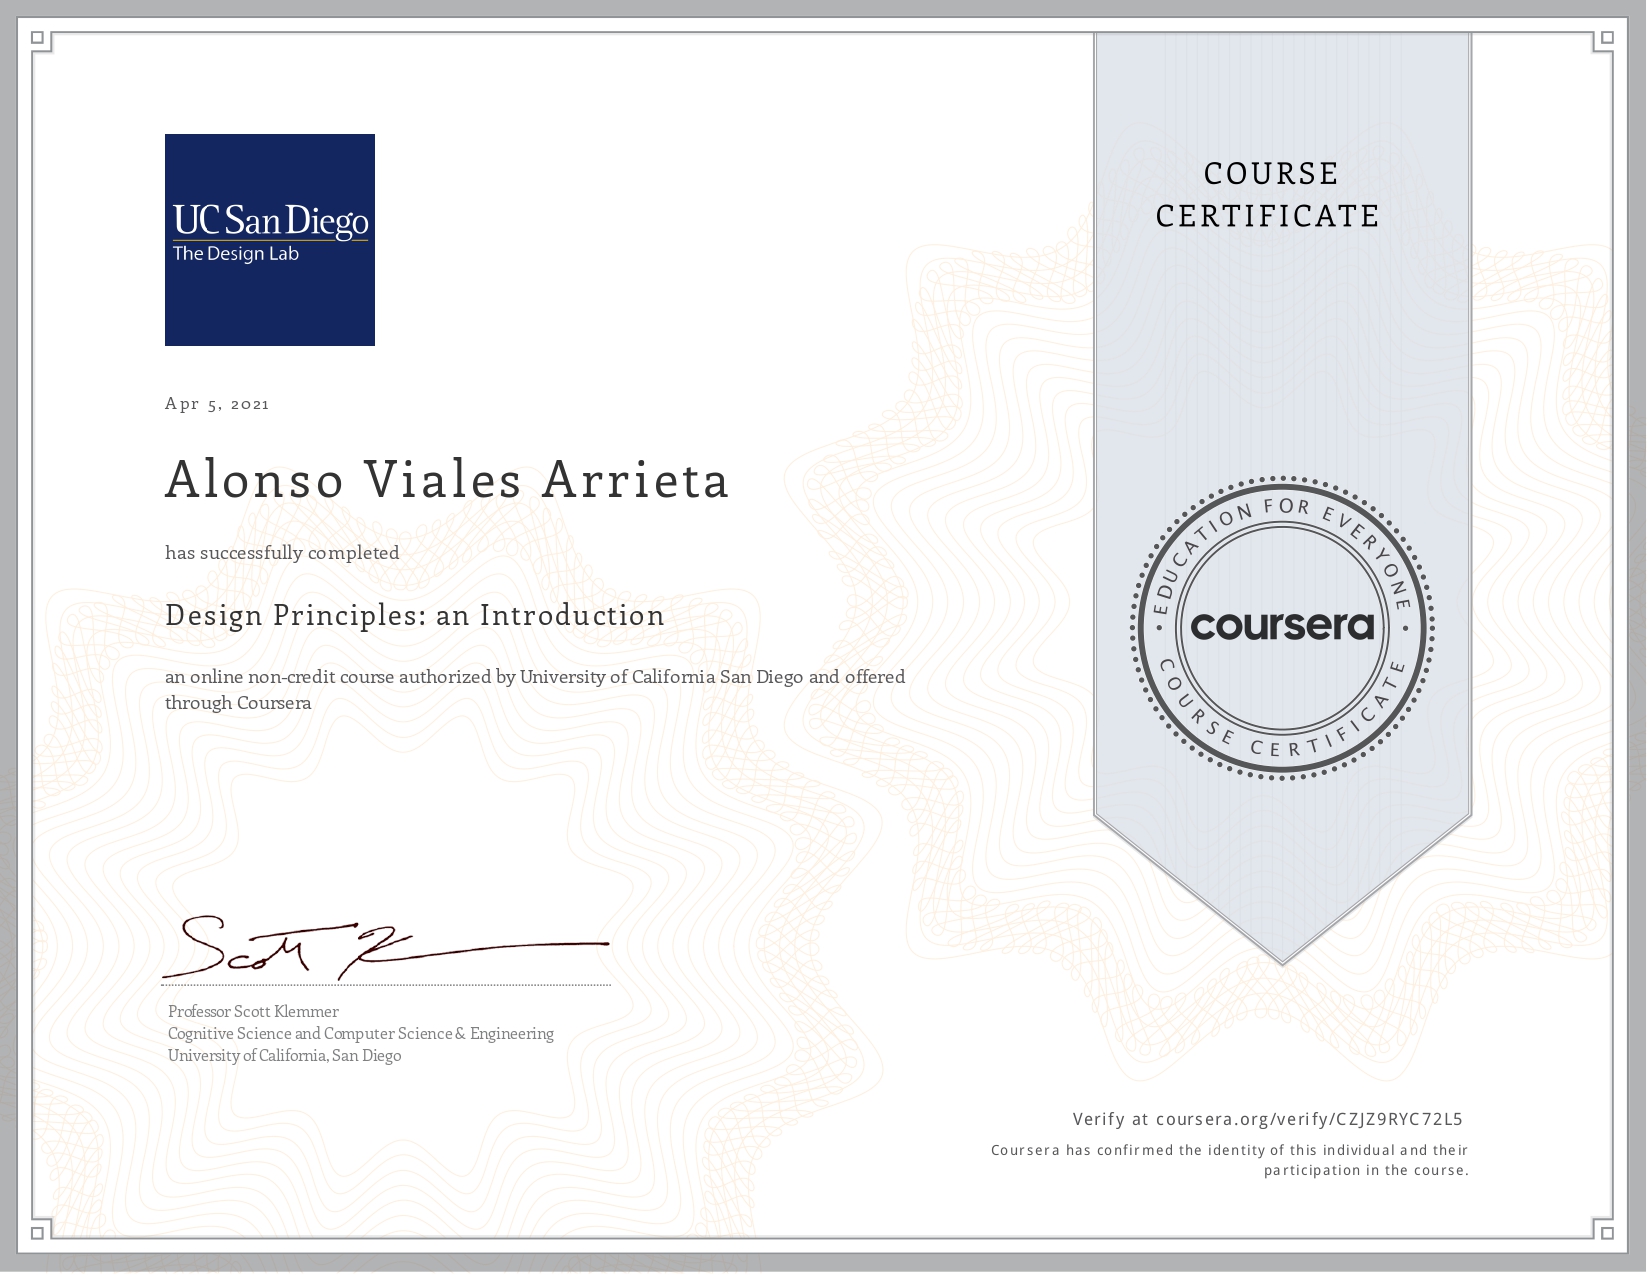 UC San Diego
The Design Lab
COURSE
CERTIFICATE
Apr 5, 2021
Alonso Viales Arrieta
has successfully completed
Design Principles: an Introduction
an online non-credit course authorized by University of California San Diego and offered
through Coursera
EDUCATION FOR EVERYONE
coursera
COURSE CERTIFICATE
Scott K
Professor Scott Klemmer
Cognitive Science and Computer Science & Engineering
University of California, San Diego
Verify at coursera.org/verify/CZJZ9RYC72L5
Coursera has confirmed the identity of this individual and their
participation in the course.